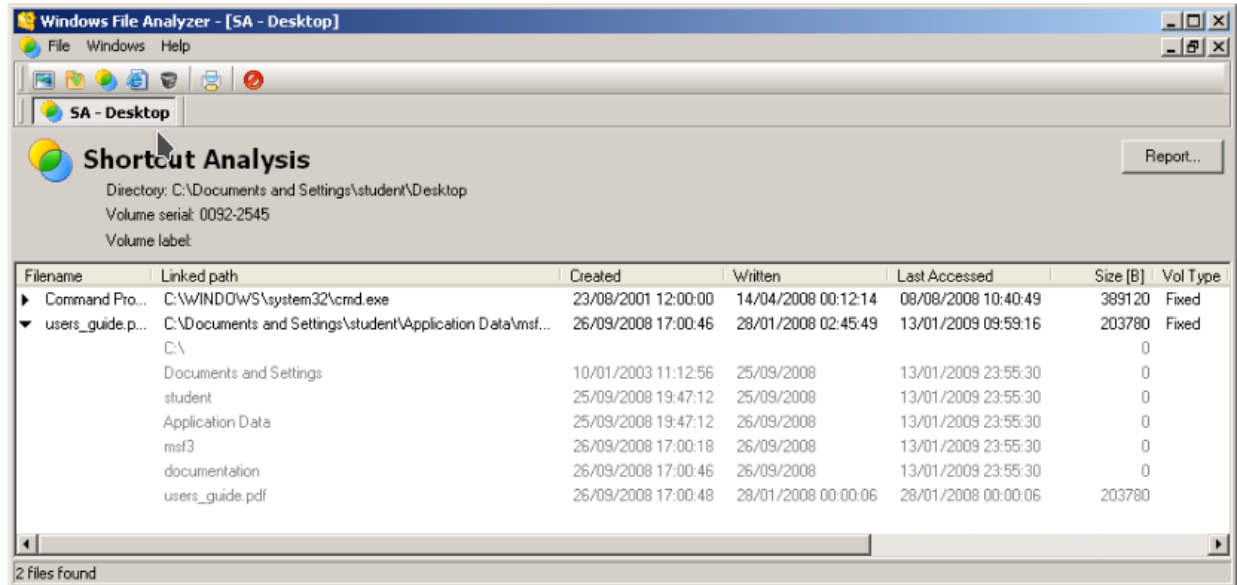 Windows File Analyzer - [SA - Desktop]
File Windows Help
SA - Desktop
Shortcut Analysis
Report...
Directory: C:\Documents and Settings\student\Desktop
Volume serial: 0092-2545
Volume label:
Filename Linked path Created Written Last Accessed Size [B] Vol Type
Command Pro... C:\WINDOWS\system32\cmd.exe 23/08/2001 12:00:00 14/04/2008 00:12:14 08/08/2008 10:40:49 389120 Fixed
users_guide.p... C:\Documents and Settings\student\Application Data\msf... 26/09/2008 17:00:46 28/01/2008 02:45:49 13/01/2009 09:59:16 203780 Fixed
C:\ 0
Documents and Settings 10/01/2003 11:12:56 25/09/2008 13/01/2009 23:55:30 0
student 25/09/2008 19:47:12 25/09/2008 13/01/2009 23:55:30 0
Application Data 25/09/2008 19:47:12 26/09/2008 13/01/2009 23:55:30 0
msf3 26/09/2008 17:00:18 26/09/2008 13/01/2009 23:55:30 0
documentation 26/09/2008 17:00:46 26/09/2008 13/01/2009 23:55:30 0
users_guide.pdf 26/09/2008 17:00:48 28/01/2008 00:00:06 28/01/2008 00:00:06 203780
2 files found